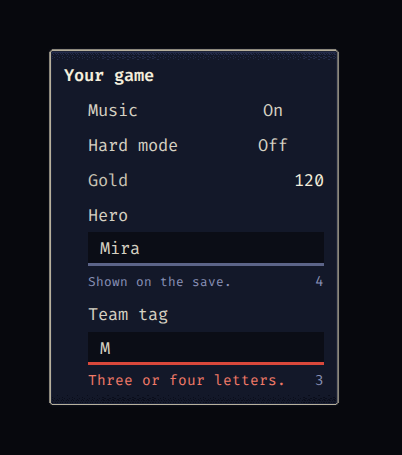 Your game
Music On
Hard mode Off
Gold 120
Hero
Mira
Shown on the save. 4
Team tag
M
Three or four letters. 3